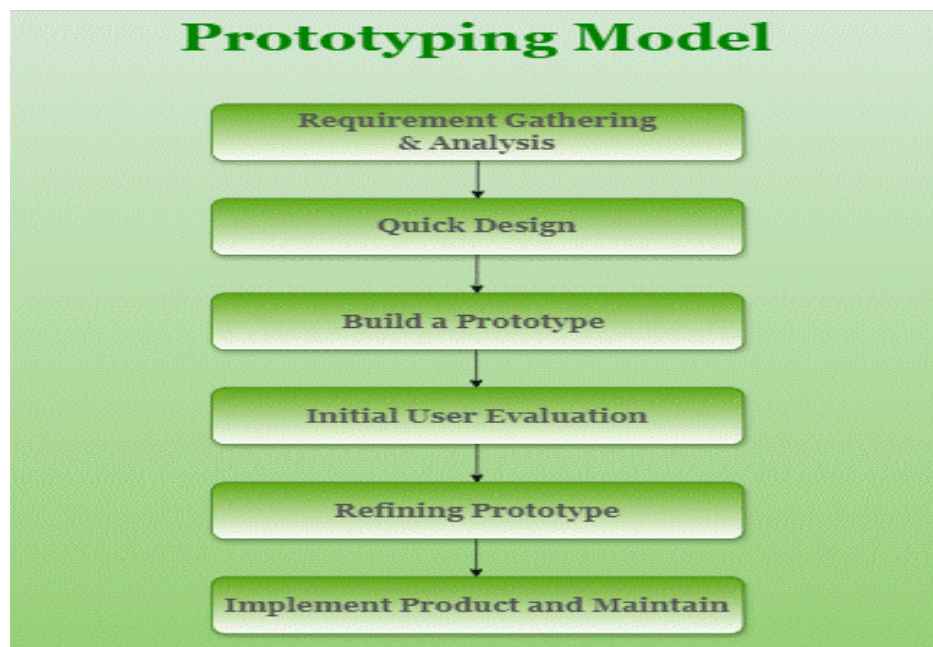 Prototyping Model
Requirement Gathering
& Analysis
Quick Design
Build a Prototype
Initial User Evaluation
Refining Prototype
Implement Product and Maintain